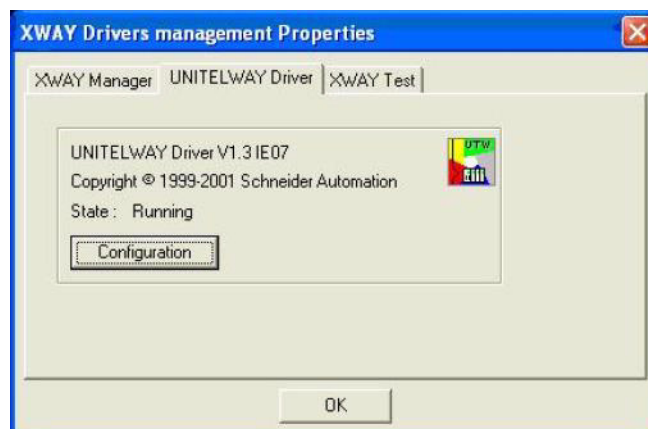 XWAY Drivers management Properties
XWAY Manager UNITELWAY Driver XWAY Test
UNITELWAY Driver V1.3 IE07
UTW
Copyright © 1999-2001 Schneider Automation
State : Running
Configuration
OK